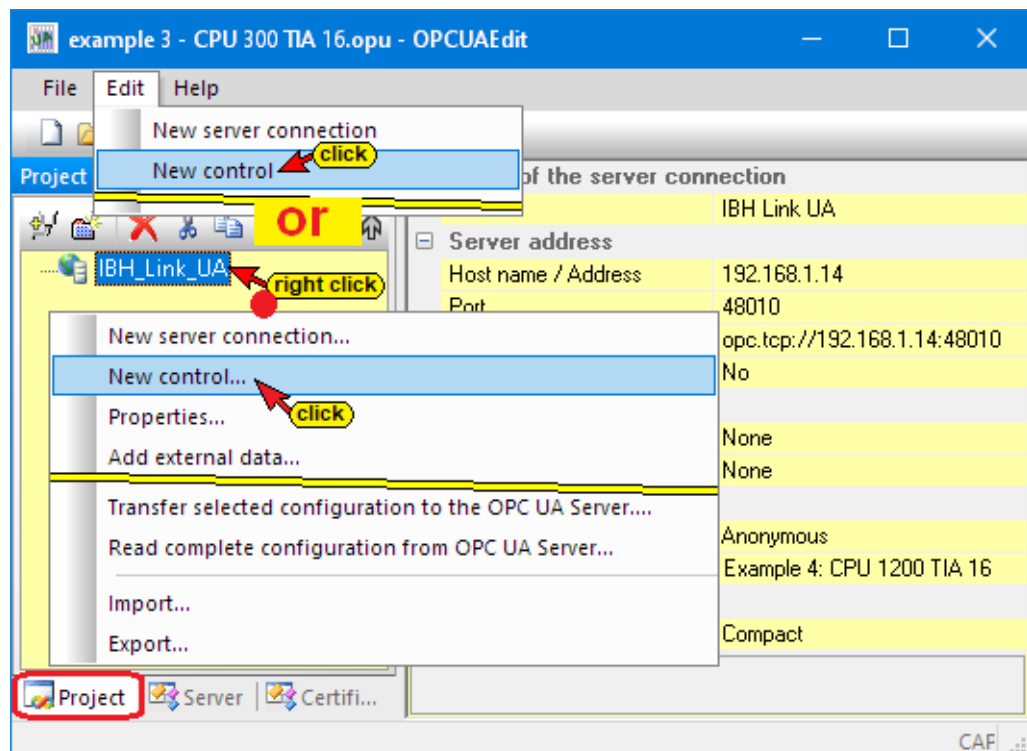 example 3 - CPU 300 TIA 16.opu - OPCUAEdit
File Edit Help
New server connection
New control
click
Project
of the server connection
or
IBH Link UA
Server address
IBH_Link_UA
right click
Host name / Address 192.168.1.14
Port 48010
opc.tcp://192.168.1.14:48010
No
None
None
Anonymous
Example 4: CPU 1200 TIA 16
Compact
New server connection...
New control...
click
Properties...
Add external data...
Transfer selected configuration to the OPC UA Server....
Read complete configuration from OPC UA Server...
Import...
Export...
Project Server Certifi...